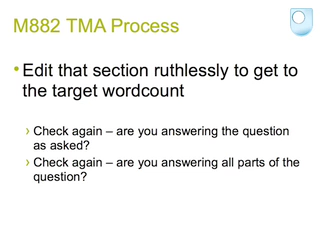 M882 TMA Process
• Edit that section ruthlessly to get to
the target wordcount
› Check again – are you answering the question
as asked?
› Check again – are you answering all parts of the
question?